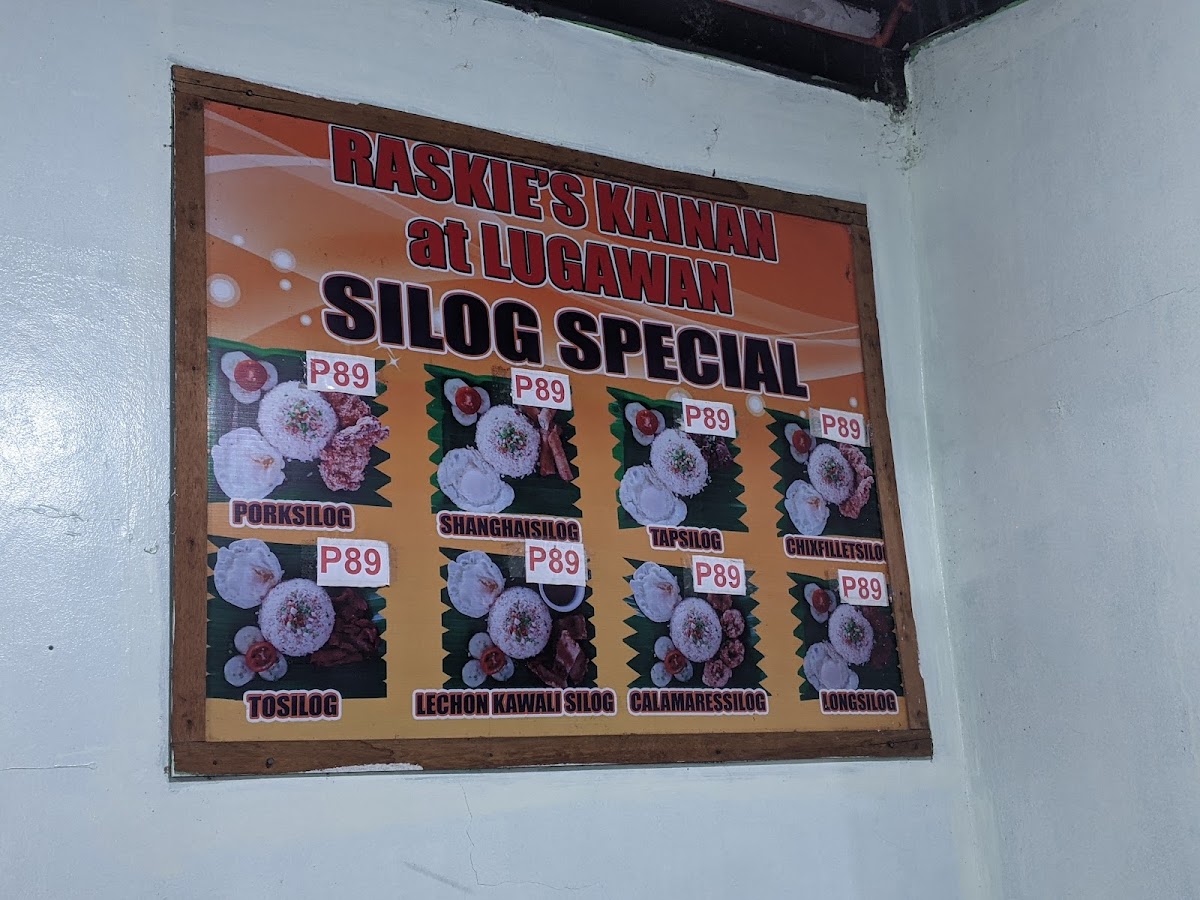 RASKIE'S KAINAN
at LUGAWAN
SILOG SPECIAL
P89
P89
P89
P89
PORKSILOG
SHANGHAISILOG
TAPSILOG
CHIXFILLETSILOG
P89
P89
P89
P89
TOSILOG
LECHON KAWALI SILOG
CALAMARESSILOG
LONGSILOG